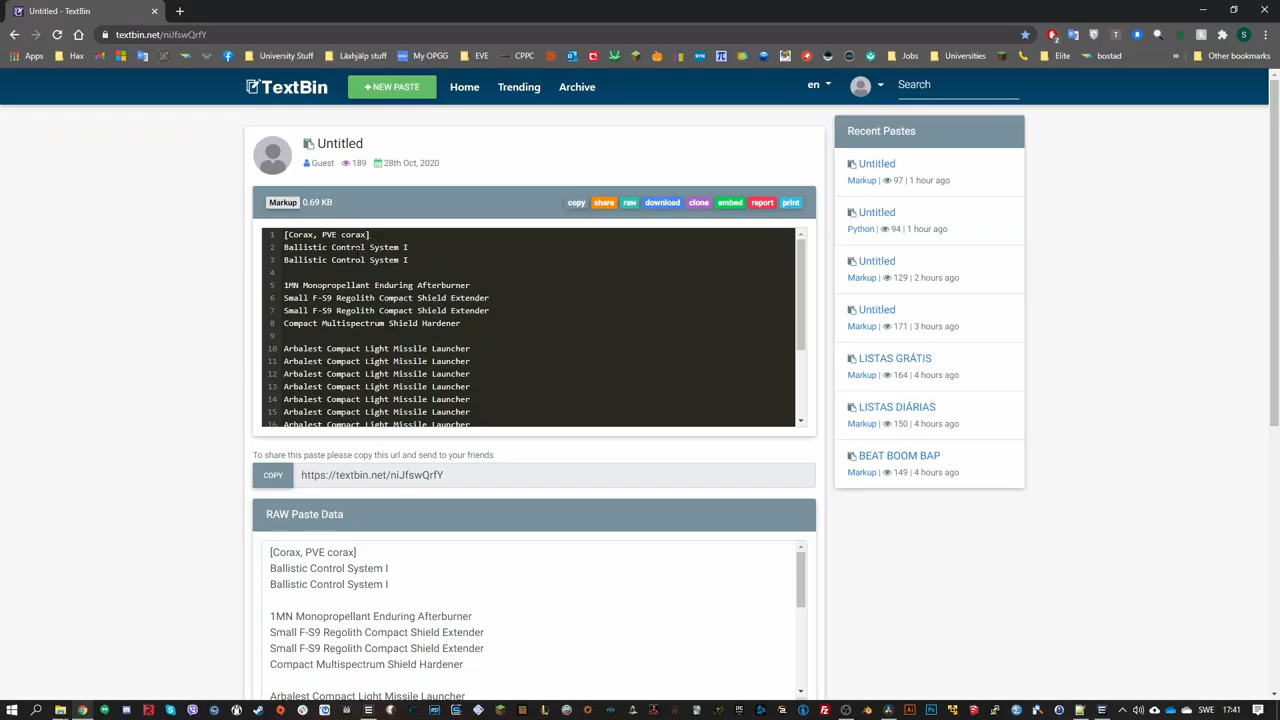 Untitled - TextBin
textbin.net/niJfswQrfY
Apps
Hax
University Stuff
Läxhjälp stuff
My OPGG
EVE
CPPC
Jobs
Universities
Elite
bostad
Other bookmarks
TextBin
+ NEW PASTE
Home
Trending
Archive
en
Search
Untitled
Guest 189 28th Oct, 2020
Markup 0.69 KB
copy share raw download clone embed report print
1 [Corax, PVE corax]
2 Ballistic Control System I
3 Ballistic Control System I
4
5 1MN Monopropellant Enduring Afterburner
6 Small F-S9 Regolith Compact Shield Extender
7 Small F-S9 Regolith Compact Shield Extender
8 Compact Multispectrum Shield Hardener
9
10 Arbalest Compact Light Missile Launcher
11 Arbalest Compact Light Missile Launcher
12 Arbalest Compact Light Missile Launcher
13 Arbalest Compact Light Missile Launcher
14 Arbalest Compact Light Missile Launcher
15 Arbalest Compact Light Missile Launcher
16 Arbalest Compact Light Missile Launcher
To share this paste please copy this url and send to your friends
COPY https://textbin.net/niJfswQrfY
RAW Paste Data
[Corax, PVE corax]
Ballistic Control System I
Ballistic Control System I
1MN Monopropellant Enduring Afterburner
Small F-S9 Regolith Compact Shield Extender
Small F-S9 Regolith Compact Shield Extender
Compact Multispectrum Shield Hardener
Arbalest Compact Light Missile Launcher
Recent Pastes
Untitled
Markup | 97 | 1 hour ago
Untitled
Python | 94 | 1 hour ago
Untitled
Markup | 129 | 2 hours ago
Untitled
Markup | 171 | 3 hours ago
LISTAS GRÁTIS
Markup | 164 | 4 hours ago
LISTAS DIÁRIAS
Markup | 150 | 4 hours ago
BEAT BOOM BAP
Markup | 149 | 4 hours ago
SWE 17:41